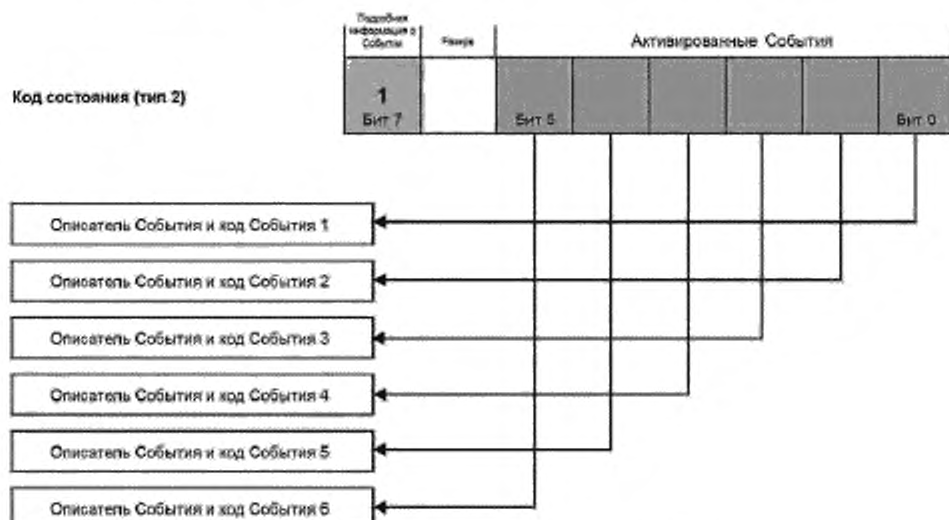 Подробная
информация о
Событии
Резерв
Активированные События
Код состояния (тип 2)
1
Бит 7
Бит 5
Бит 0
Описатель События и код События 1
Описатель События и код События 2
Описатель События и код События 3
Описатель События и код События 4
Описатель События и код События 5
Описатель События и код События 6